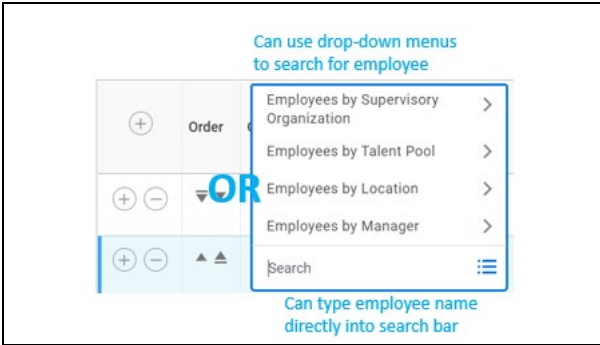 Can use drop-down menus
to search for employee
Employees by Supervisory
Organization
Order
Employees by Talent Pool
OR
Employees by Location
Employees by Manager
Search
Can type employee name
directly into search bar